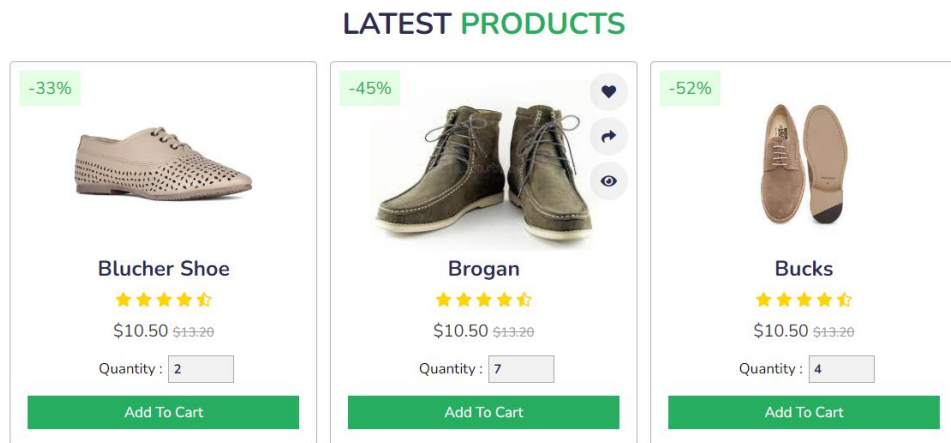 LATEST PRODUCTS
-33%
-45%
-52%
Blucher Shoe
Brogan
Bucks
$10.50 $13.20
$10.50 $13.20
$10.50 $13.20
Quantity : 2
Quantity : 7
Quantity : 4
Add To Cart
Add To Cart
Add To Cart